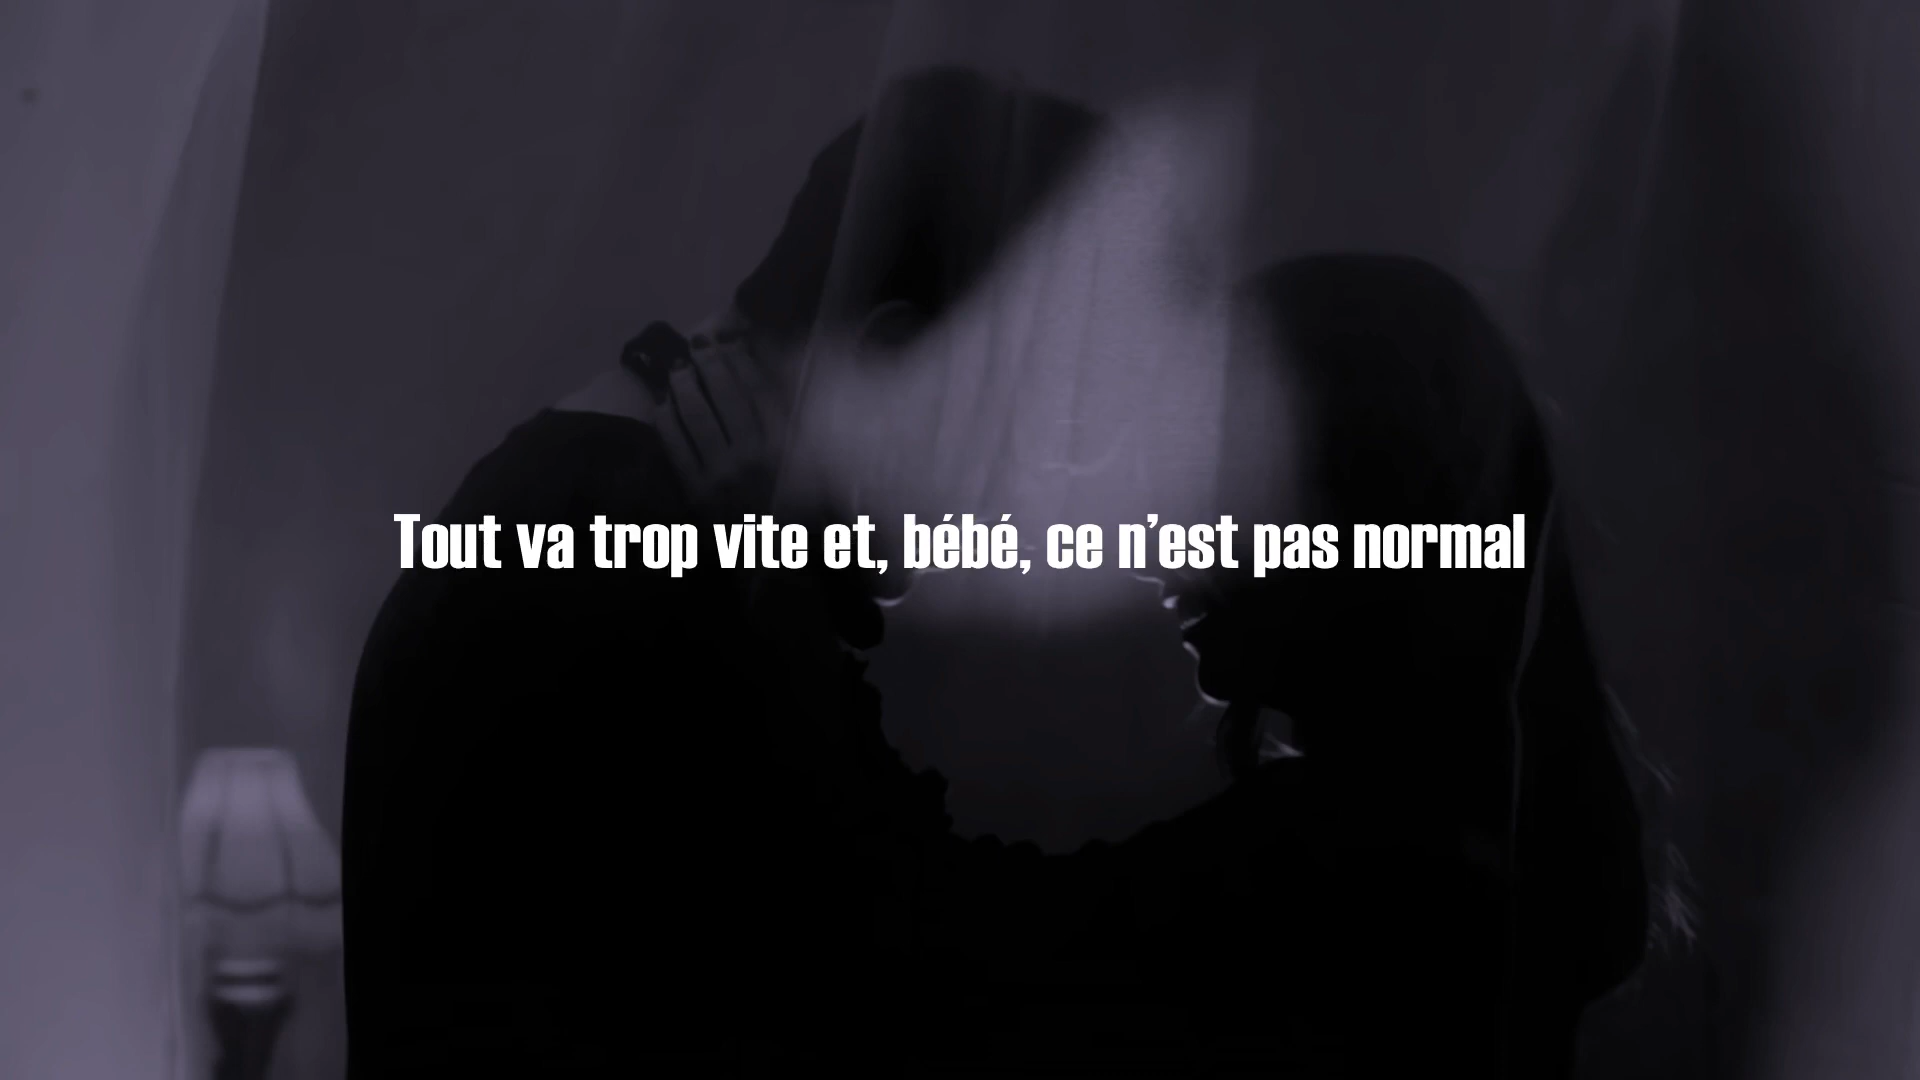 Tout va trop vite et, bébé, ce n’est pas normal